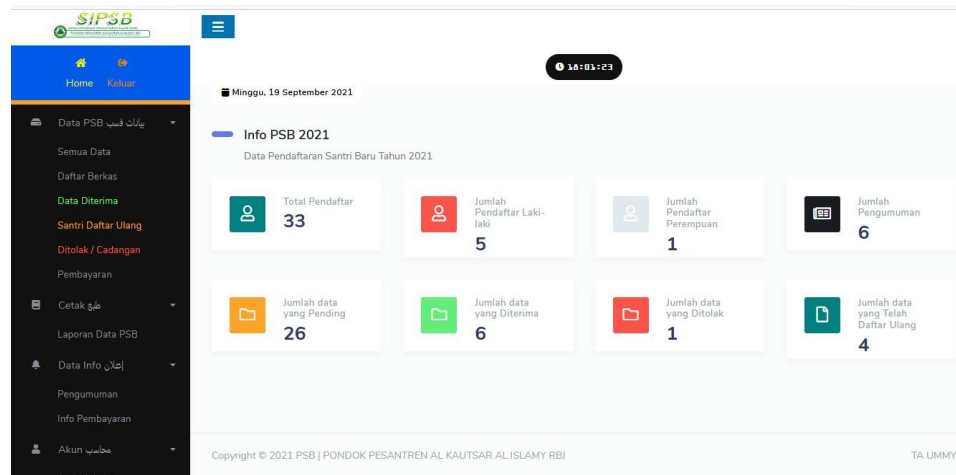 SIPSB
Home Keluar
18:01:23
Minggu, 19 September 2021
Data PSB بيانات فسب
Semua Data
Daftar Berkas
Data Diterima
Santri Daftar Ulang
Ditolak / Cadangan
Pembayaran
Cetak طبع
Laporan Data PSB
Data Info إعلان
Pengumuman
Info Pembayaran
Akun محاسب
Info PSB 2021
Data Pendaftaran Santri Baru Tahun 2021
Total Pendaftar
33
Jumlah
Pendaftar Laki-
laki
5
Jumlah
Pendaftar
Perempuan
1
Jumlah
Pengumuman
6
Jumlah data
yang Pending
26
Jumlah data
yang Diterima
6
Jumlah data
yang Ditolak
1
Jumlah data
yang Telah
Daftar Ulang
4
Copyright © 2021 PSB | PONDOK PESANTREN AL KAUTSAR AL ISLAMY RBJ
TA UMMY